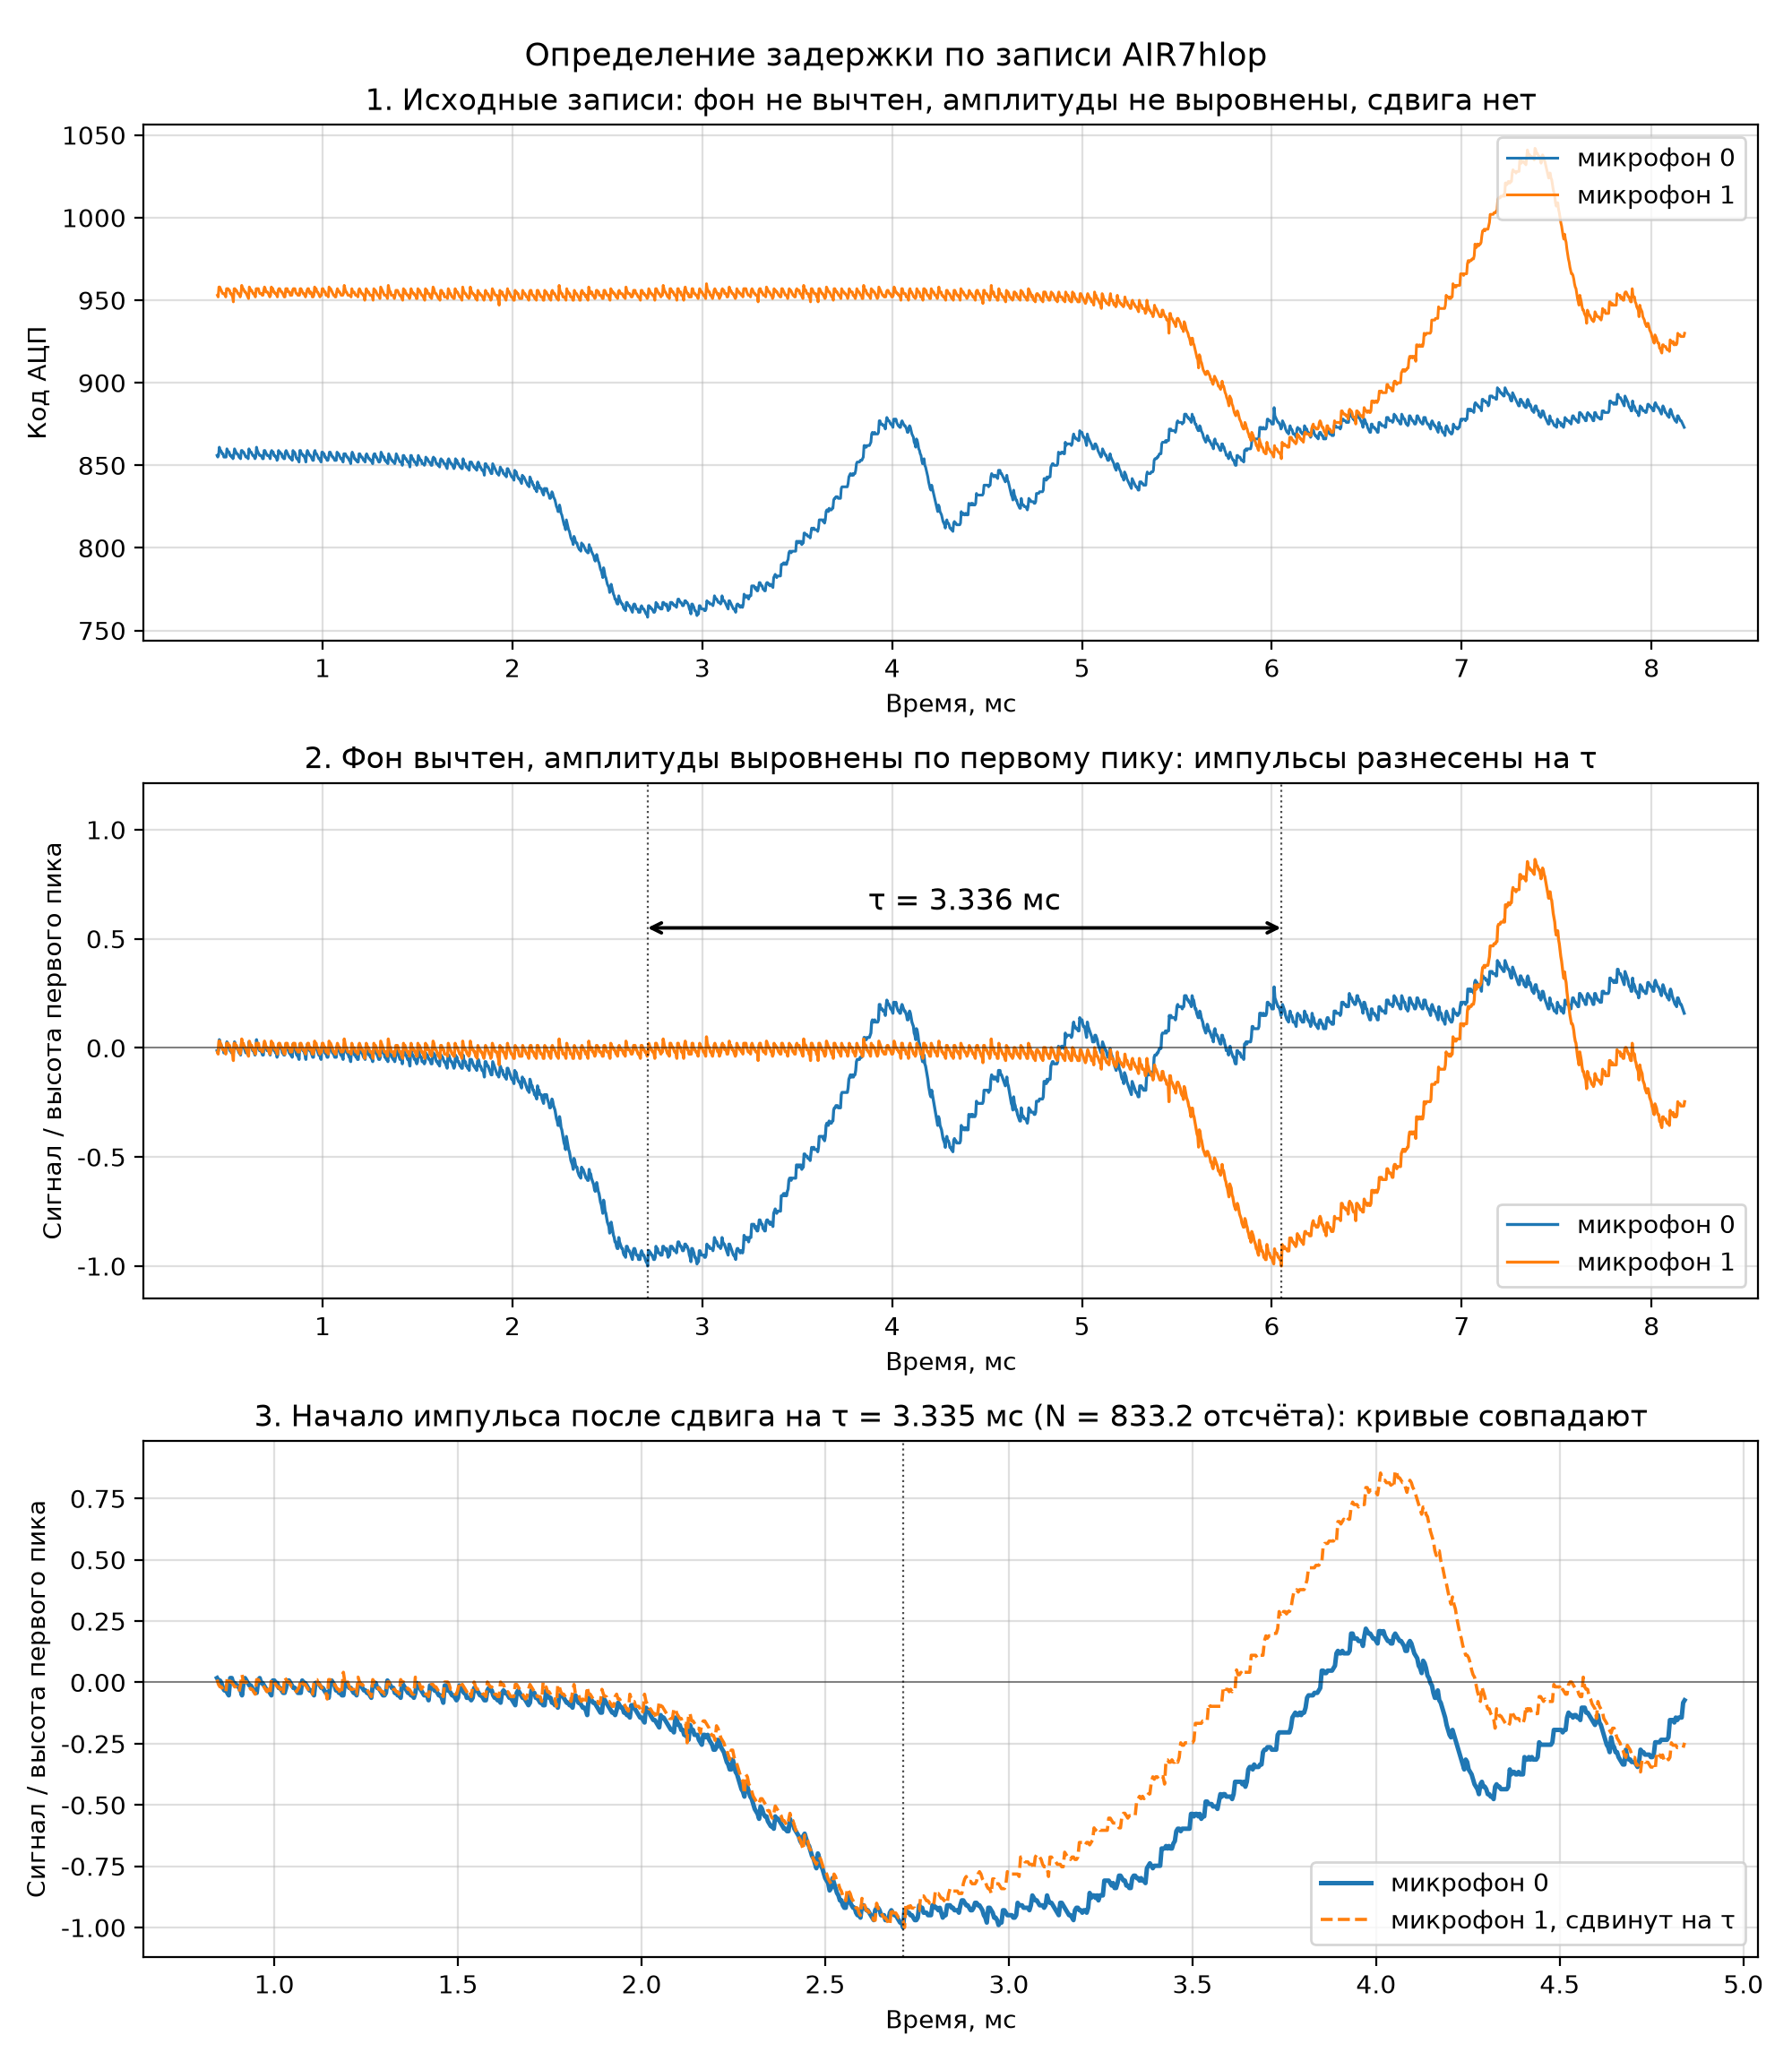 Определение задержки по записи AIR7hlop
1. Исходные записи: фон не вычтен, амплитуды не выровнены, сдвига нет
1050
1000
950
900
850
800
750
Код АЦП
микрофон 0
микрофон 1
1 2 3 4 5 6 7 8
Время, мс
2. Фон вычтен, амплитуды выровнены по первому пику: импульсы разнесены на τ
1.0
0.5
0.0
-0.5
-1.0
Сигнал / высота первого пика
τ = 3.336 мс
микрофон 0
микрофон 1
1 2 3 4 5 6 7 8
Время, мс
3. Начало импульса после сдвига на τ = 3.335 мс (N = 833.2 отсчёта): кривые совпадают
0.75
0.50
0.25
0.00
-0.25
-0.50
-0.75
-1.00
Сигнал / высота первого пика
микрофон 0
микрофон 1, сдвинут на τ
1.0 1.5 2.0 2.5 3.0 3.5 4.0 4.5 5.0
Время, мс